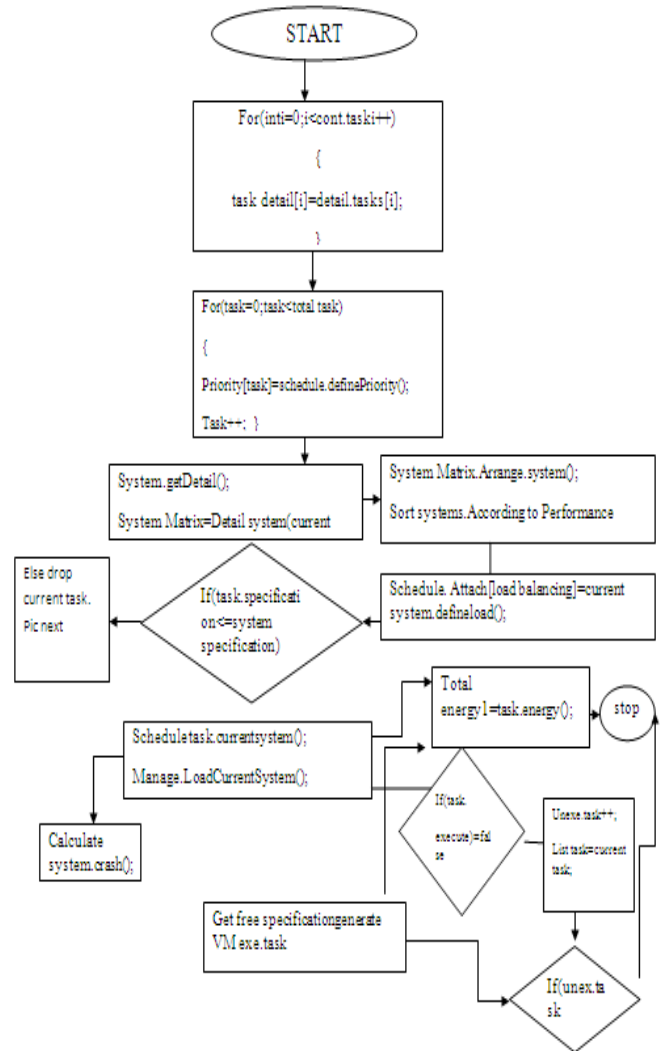 START
For(inti=0;i<cont.taski++)
{
task detail[i]=detail.tasks[i];
}
For(task=0;task<total task)
{
Priority[task]=schedule.definePriority();
Task++; }
System.getDetail();
System Matrix=Detail system(current
System Matrix.Arrange.system();
Sort systems.According to Performance
Else drop
current task.
Pic next
If(task.specificati
on<=system
specification)
Schedule. Attach[load balancing]=current
system.defineload();
Total
energy1=task.energy();
stop
Schedule task.currentsystem();
Manage.LoadCurrentSystem();
If(task.
execute)=fal
se
Unexe.task++;
List task=current
task;
Calculate
system.crash();
Get free specificationgenerate
VM exe.task
If(unex.ta
sk